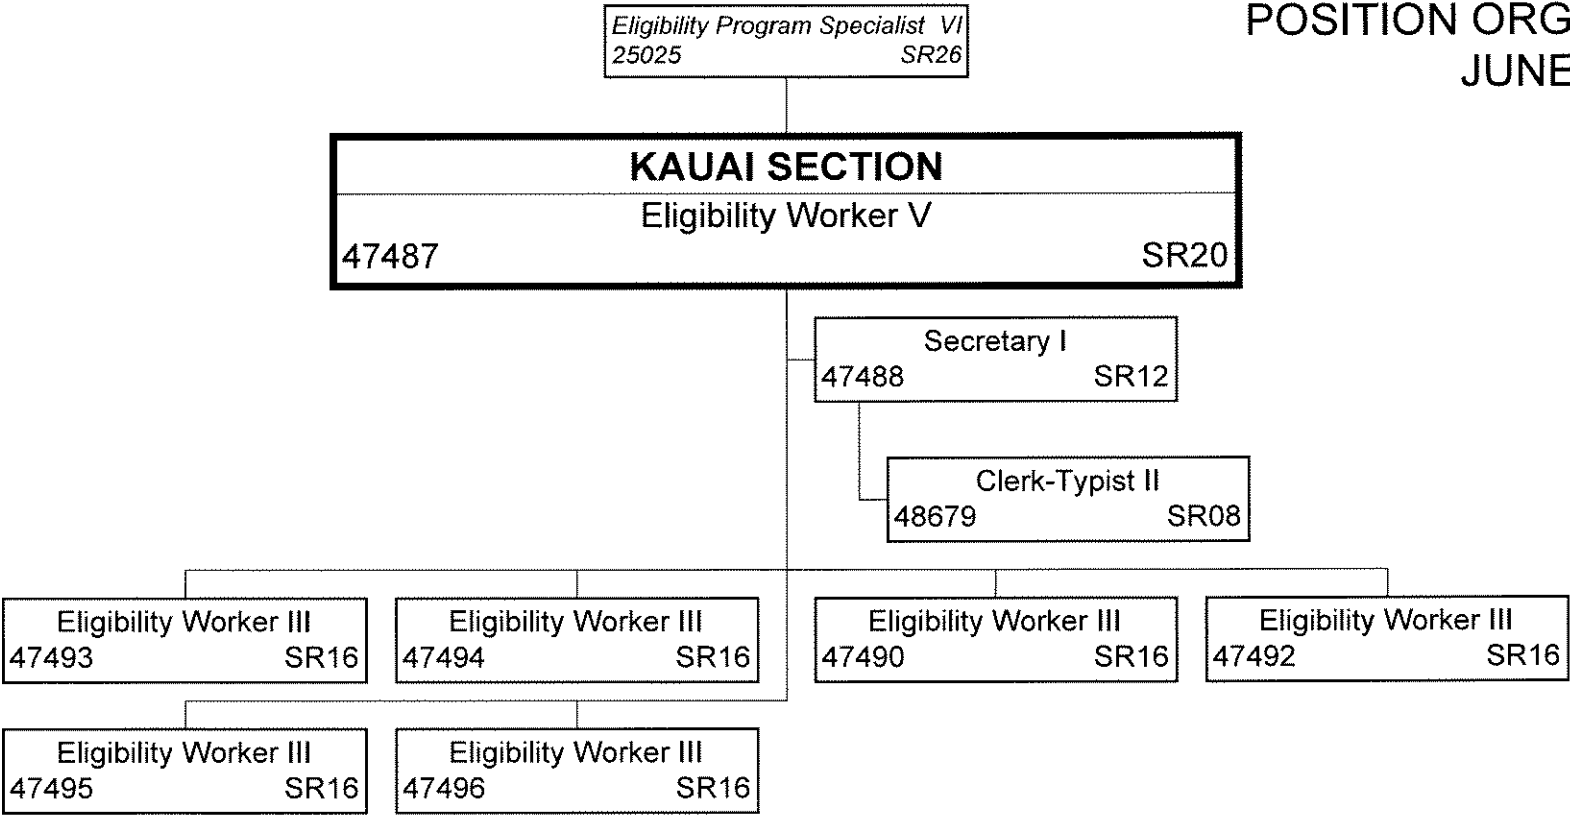 POSITION ORG
JUNE
Eligibility Program Specialist VI
25025 SR26
KAUAI SECTION
Eligibility Worker V
47487 SR20
Secretary I
47488 SR12
Clerk-Typist II
48679 SR08
Eligibility Worker III
47493 SR16
Eligibility Worker III
47494 SR16
Eligibility Worker III
47490 SR16
Eligibility Worker III
47492 SR16
Eligibility Worker III
47495 SR16
Eligibility Worker III
47496 SR16